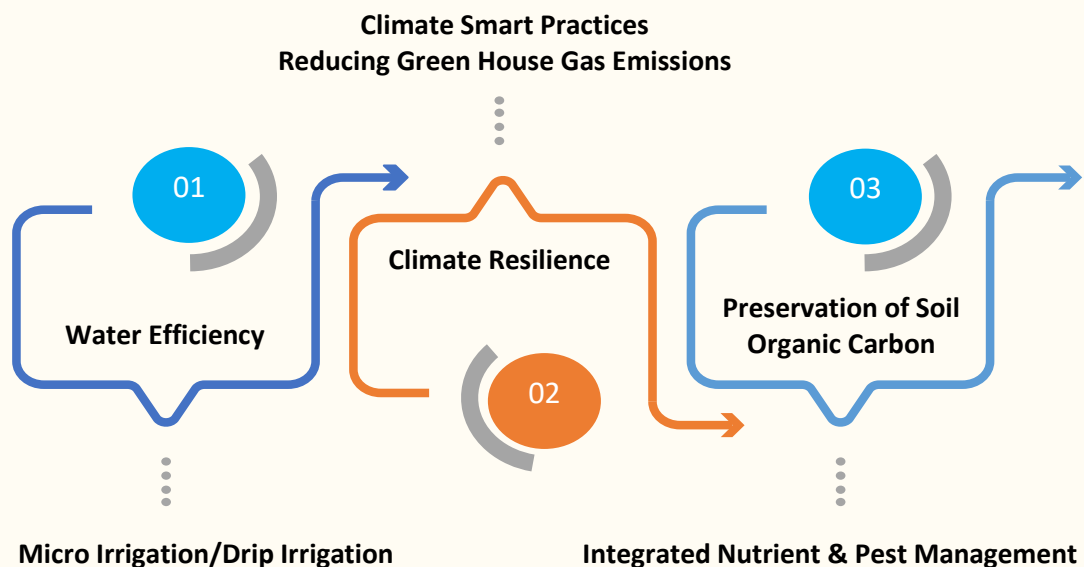 Climate Smart Practices
Reducing Green House Gas Emissions
01
Water Efficiency
Micro Irrigation/Drip Irrigation
Climate Resilience
02
03
Preservation of Soil
Organic Carbon
Integrated Nutrient & Pest Management